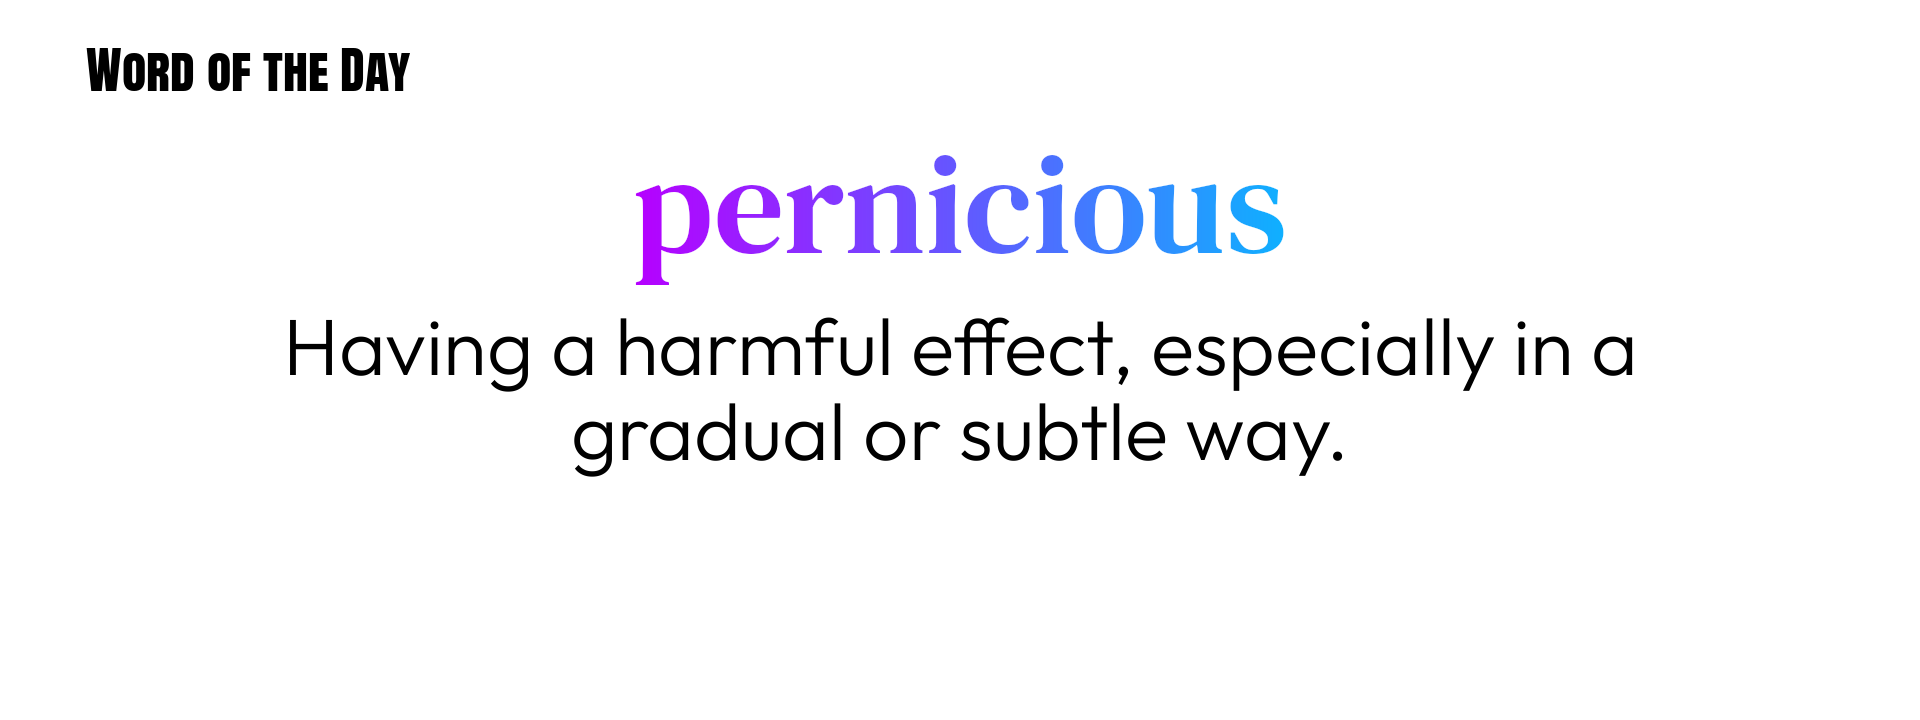 Word of the Day
pernicious
Having a harmful effect, especially in a
gradual or subtle way.